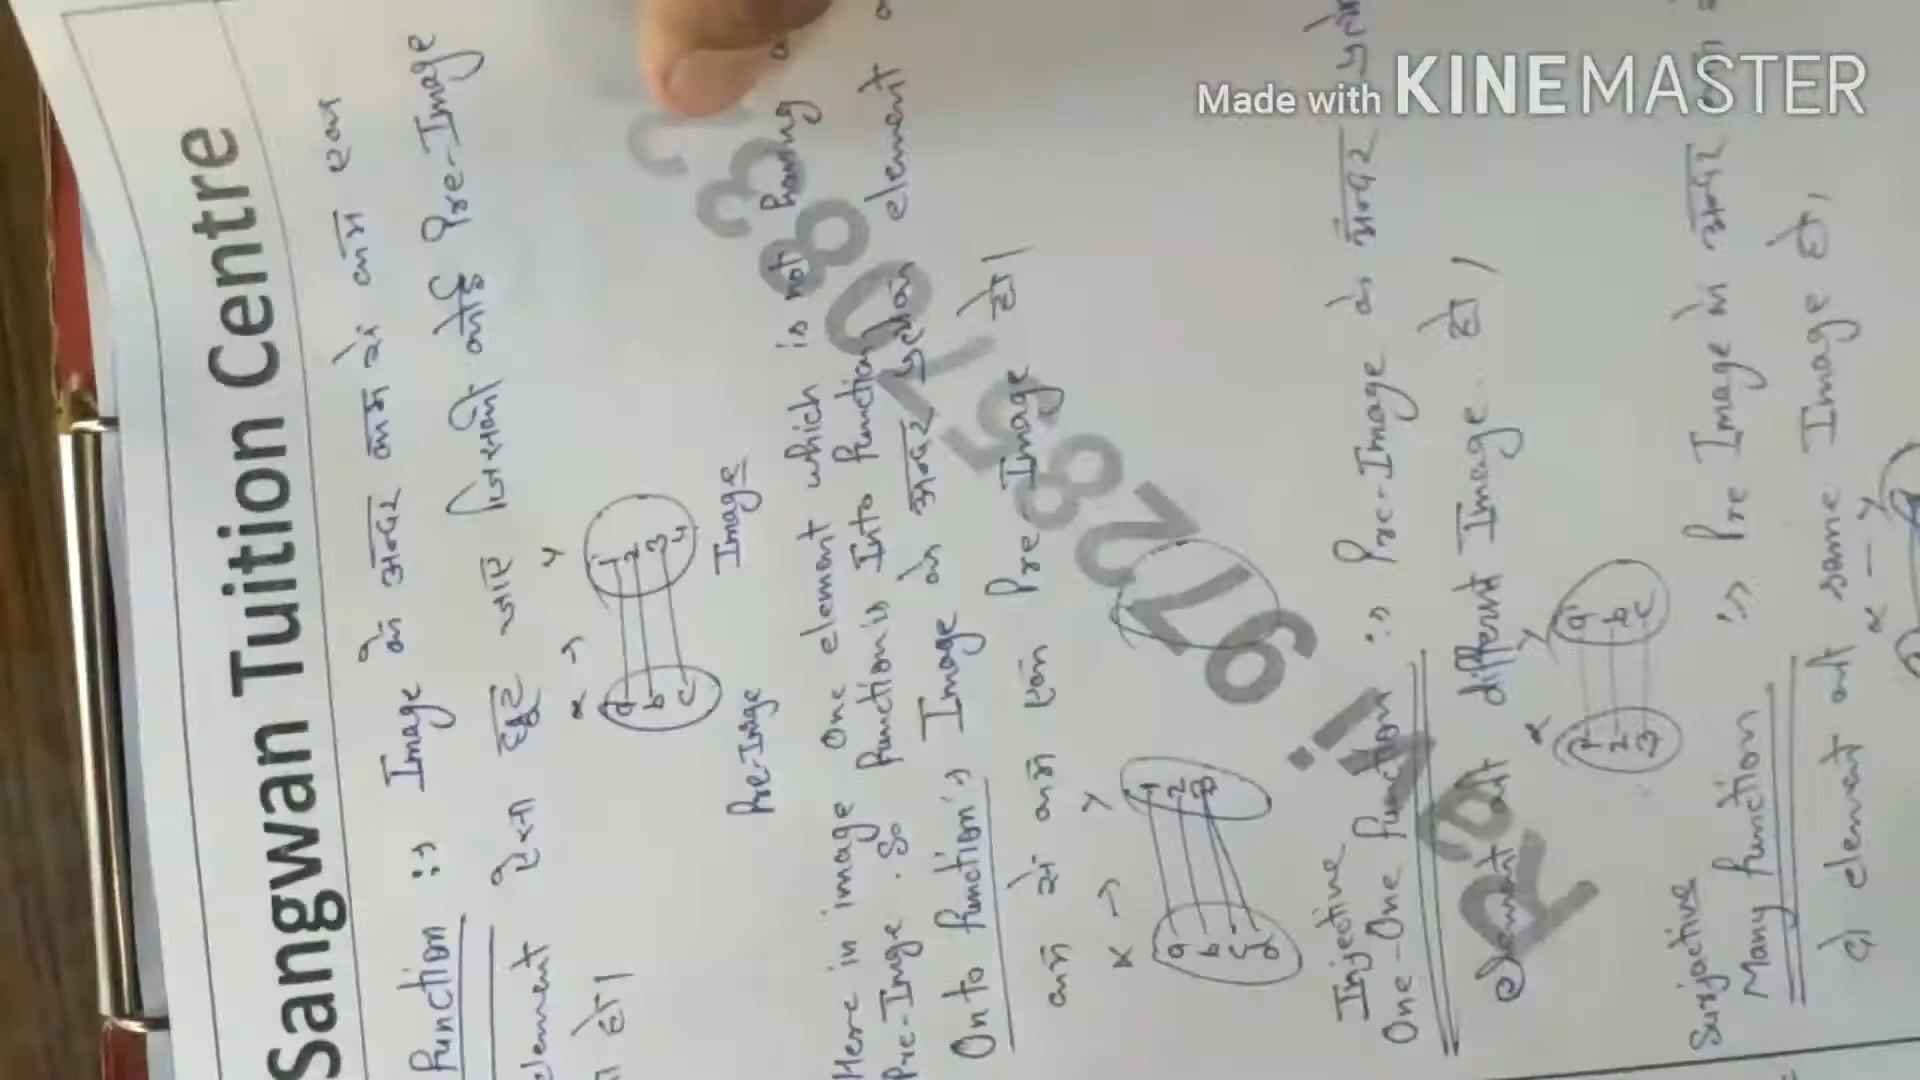 Made with KINEMASTER
Sangwan Tuition Centre
function :→ Image के अन्दर कम से कम एक
element ऐसा छूट जाए जिसकी कोई Pre-Image
हो।
x → y
a b c
1 2 3 4
Pre-Image Image
Here in image One element which is not having
Pre-Image. So function is Into function
Onto function :→ Image के अन्दर प्रत्येक element
कम से कम एक Pre Image हो।
x → y
a b c d
1 2 3
Injective
One-One function :→ Pre-Image के अन्दर
element की different Image हो।
x y
1 2 3
a b c
Surjective
Many function :→ Pre Image के अन्दर
element की same Image हो,
x → y
Ravi 9728570883